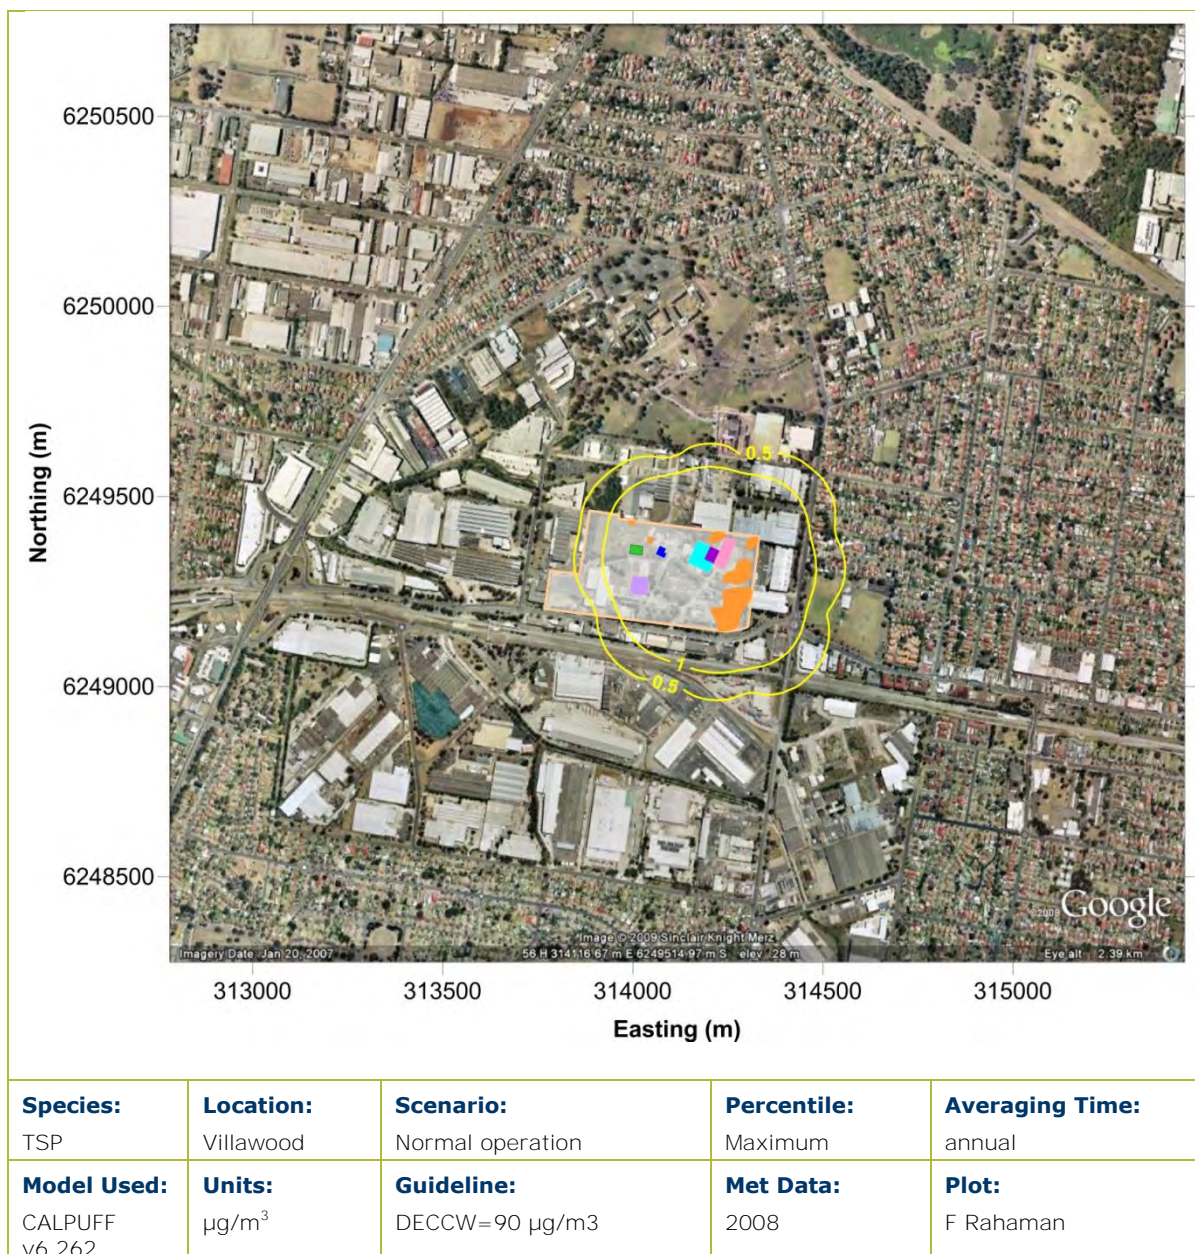 6250500
6250000
6249500
6249000
6248500
Northing (m)
0.5
1
0.5
©2009 Google
Image © 2009 Sinclair Knight Merz
Imagery Date: Jan 20, 2007
56 H 314116.67 m E 6249514.97 m S elev 28 m
Eye alt 2.39 km
313000 313500 314000 314500 315000
Easting (m)
Species: Location: Scenario: Percentile: Averaging Time:
TSP Villawood Normal operation Maximum annual
Model Used: Units: Guideline: Met Data: Plot:
CALPUFF µg/m³ DECCW=90 µg/m3 2008 F Rahaman
v6.262